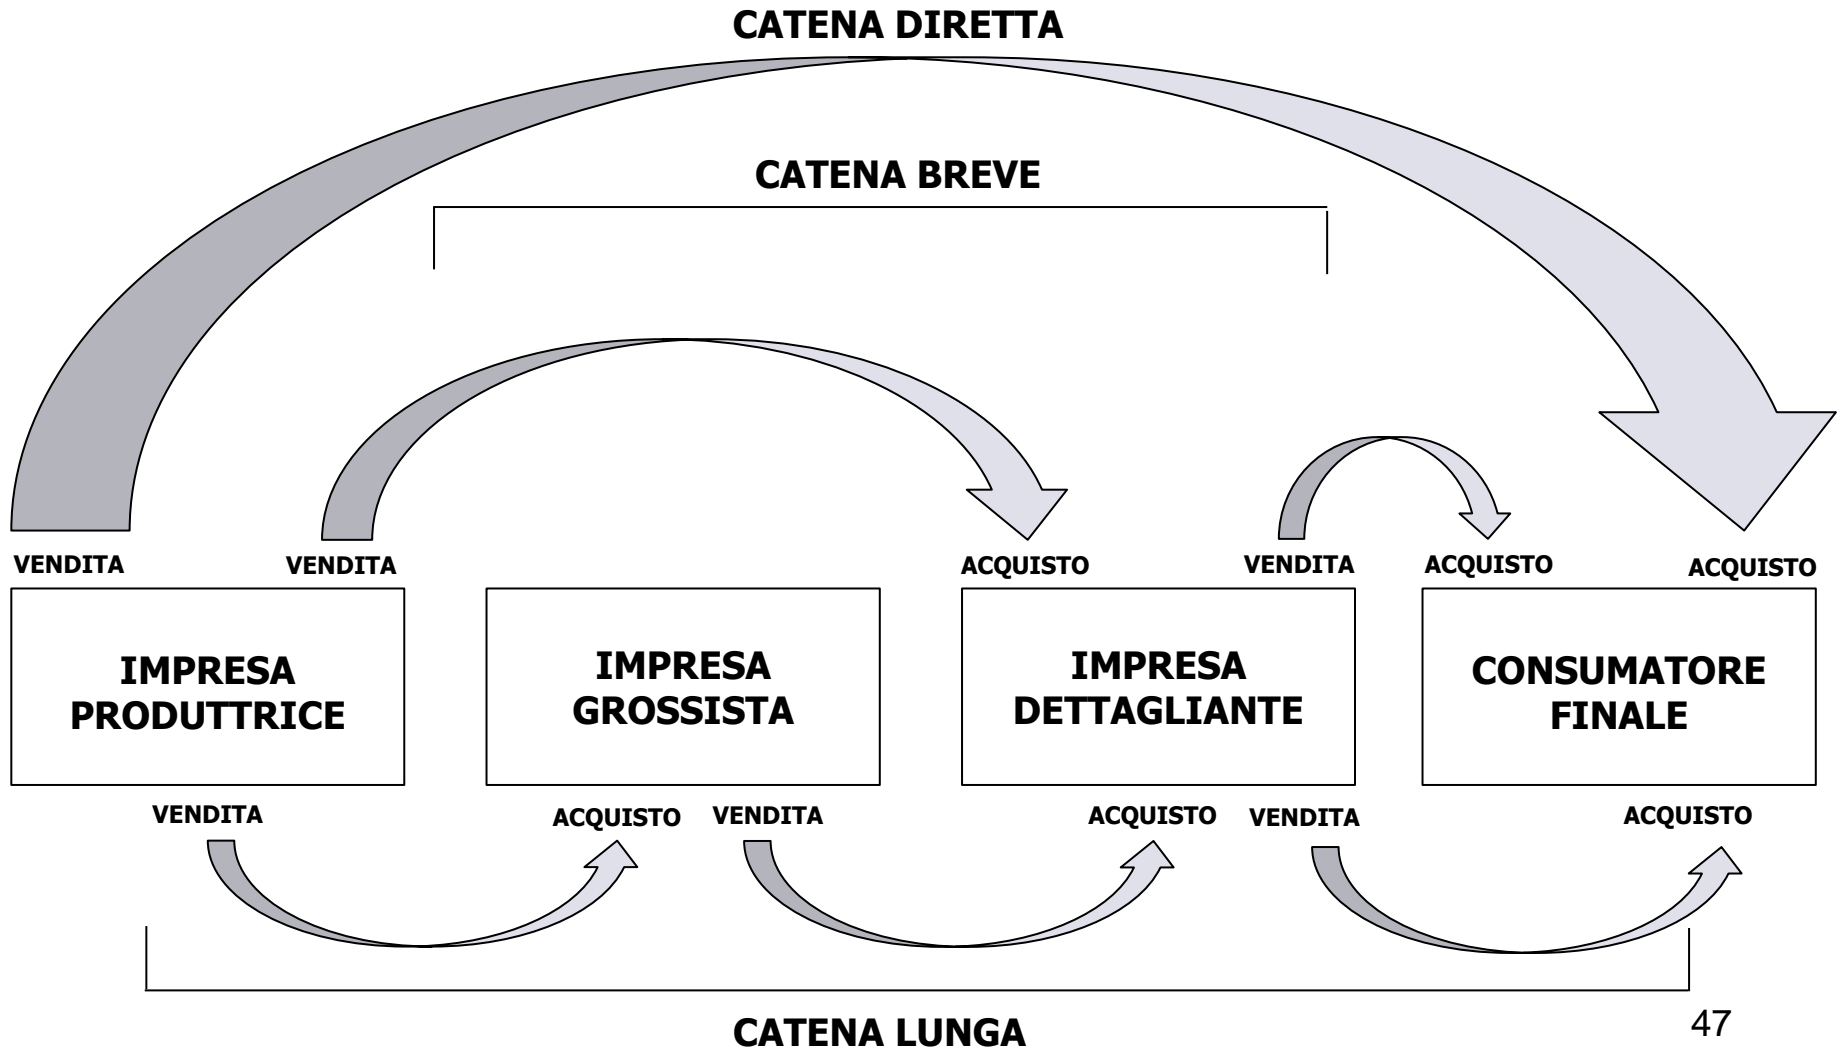 CATENA DIRETTA
CATENA BREVE
VENDITA
VENDITA
ACQUISTO
VENDITA
ACQUISTO
ACQUISTO
IMPRESA
PRODUTTRICE
IMPRESA
GROSSISTA
IMPRESA
DETTAGLIANTE
CONSUMATORE
FINALE
VENDITA
ACQUISTO
VENDITA
ACQUISTO
VENDITA
ACQUISTO
CATENA LUNGA
47